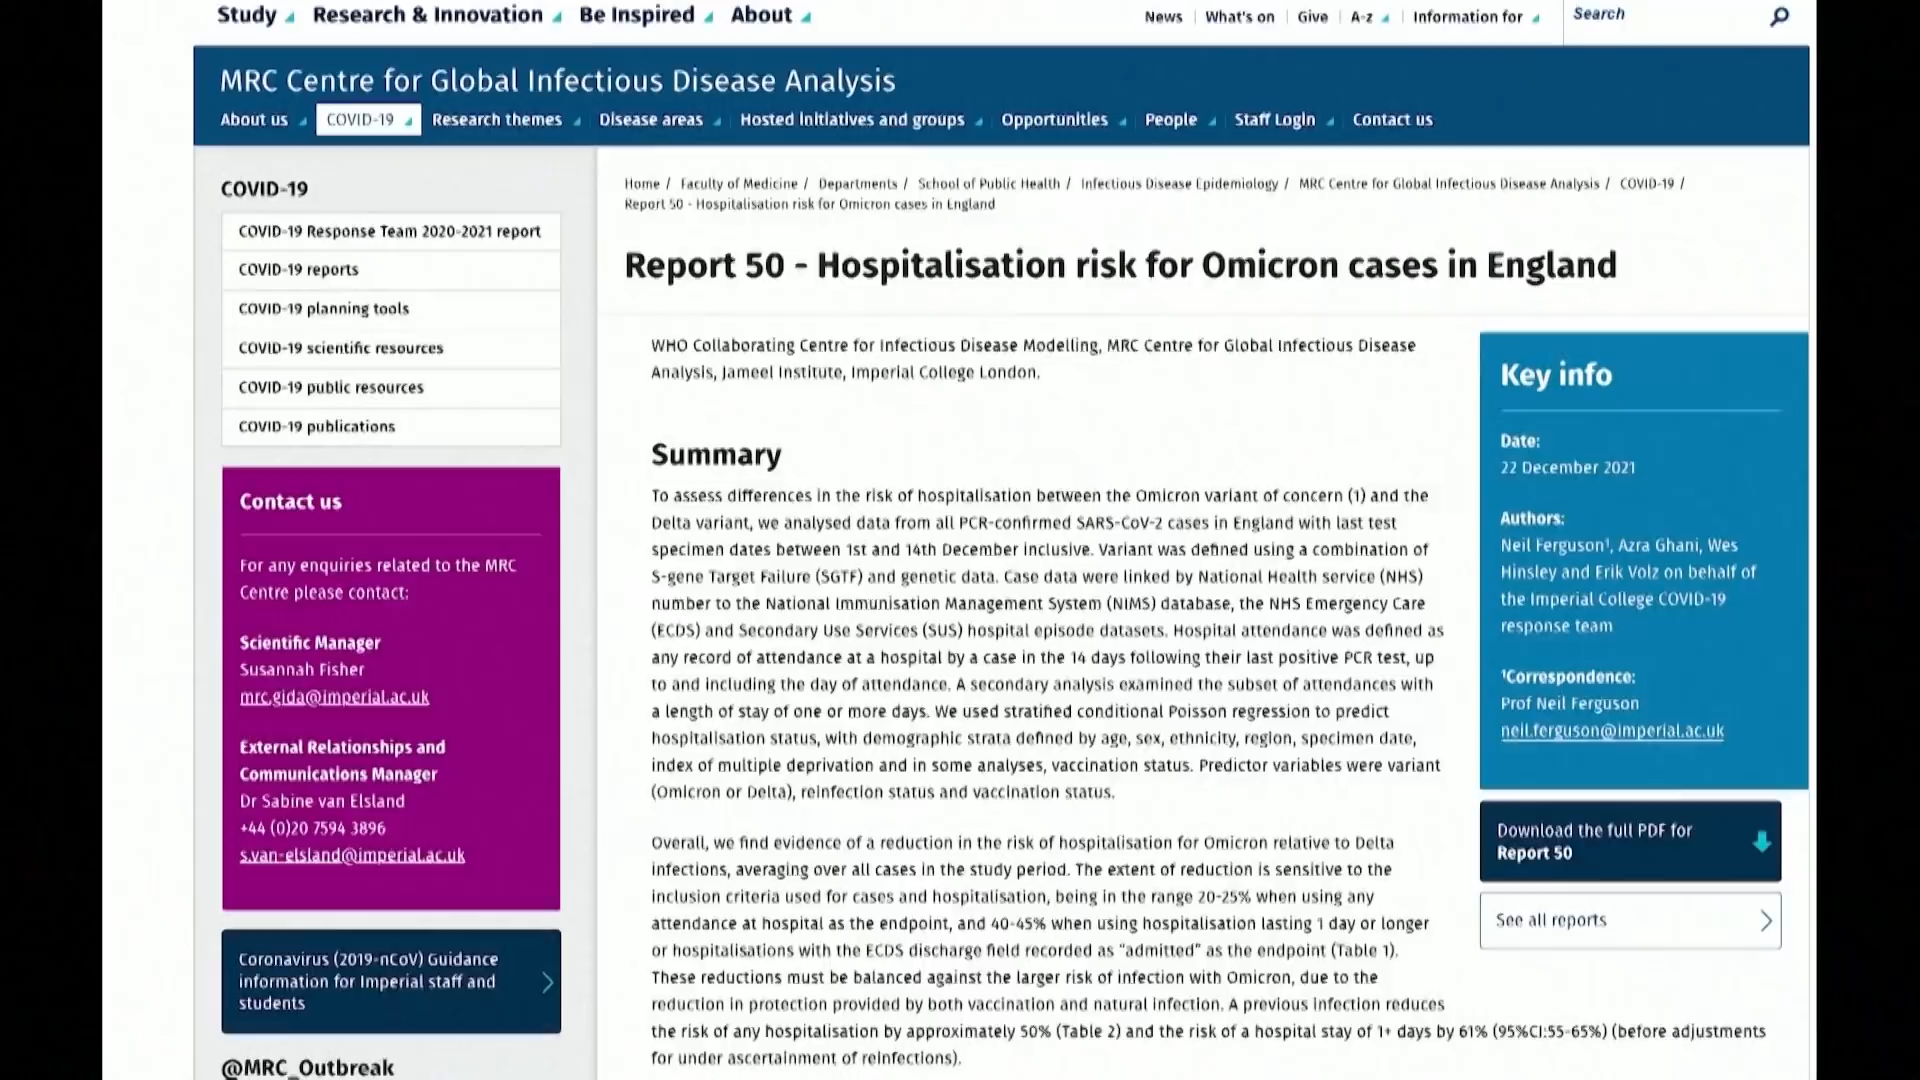 Study
Research & Innovation
Be Inspired
About
News
What's on
Give
A-z
Information for
Search
MRC Centre for Global Infectious Disease Analysis
About us
COVID-19
Research themes
Disease areas
Hosted initiatives and groups
Opportunities
People
Staff Login
Contact us
COVID-19
COVID-19 Response Team 2020-2021 report
COVID-19 reports
COVID-19 planning tools
COVID-19 scientific resources
COVID-19 public resources
COVID-19 publications
Contact us
For any enquiries related to the MRC
Centre please contact:
Scientific Manager
Susannah Fisher
mrc.gida@imperial.ac.uk
External Relationships and
Communications Manager
Dr Sabine van Elsland
+44 (0)20 7594 3896
s.van-elsland@imperial.ac.uk
Coronavirus (2019-nCoV) Guidance
information for Imperial staff and
students
@MRC_Outbreak
Home / Faculty of Medicine / Departments / School of Public Health / Infectious Disease Epidemiology / MRC Centre for Global Infectious Disease Analysis / COVID-19 /
Report 50 - Hospitalisation risk for Omicron cases in England
Report 50 - Hospitalisation risk for Omicron cases in England
WHO Collaborating Centre for Infectious Disease Modelling, MRC Centre for Global Infectious Disease
Analysis, Jameel Institute, Imperial College London.
Summary
To assess differences in the risk of hospitalisation between the Omicron variant of concern (1) and the
Delta variant, we analysed data from all PCR-confirmed SARS-CoV-2 cases in England with last test
specimen dates between 1st and 14th December inclusive. Variant was defined using a combination of
S-gene Target Failure (SGTF) and genetic data. Case data were linked by National Health service (NHS)
number to the National Immunisation Management System (NIMS) database, the NHS Emergency Care
(ECDS) and Secondary Use Services (SUS) hospital episode datasets. Hospital attendance was defined as
any record of attendance at a hospital by a case in the 14 days following their last positive PCR test, up
to and including the day of attendance. A secondary analysis examined the subset of attendances with
a length of stay of one or more days. We used stratified conditional Poisson regression to predict
hospitalisation status, with demographic strata defined by age, sex, ethnicity, region, specimen date,
index of multiple deprivation and in some analyses, vaccination status. Predictor variables were variant
(Omicron or Delta), reinfection status and vaccination status.
Overall, we find evidence of a reduction in the risk of hospitalisation for Omicron relative to Delta
infections, averaging over all cases in the study period. The extent of reduction is sensitive to the
inclusion criteria used for cases and hospitalisation, being in the range 20-25% when using any
attendance at hospital as the endpoint, and 40-45% when using hospitalisation lasting 1 day or longer
or hospitalisations with the ECDS discharge field recorded as "admitted" as the endpoint (Table 1).
These reductions must be balanced against the larger risk of infection with Omicron, due to the
reduction in protection provided by both vaccination and natural infection. A previous infection reduces
the risk of any hospitalisation by approximately 50% (Table 2) and the risk of a hospital stay of 1+ days by 61% (95%CI:55-65%) (before adjustments
for under ascertainment of reinfections).
Key info
Date:
22 December 2021
Authors:
Neil Ferguson¹, Azra Ghani, Wes
Hinsley and Erik Volz on behalf of
the Imperial College COVID-19
response team
¹Correspondence:
Prof Neil Ferguson
neil.ferguson@imperial.ac.uk
Download the full PDF for
Report 50
See all reports